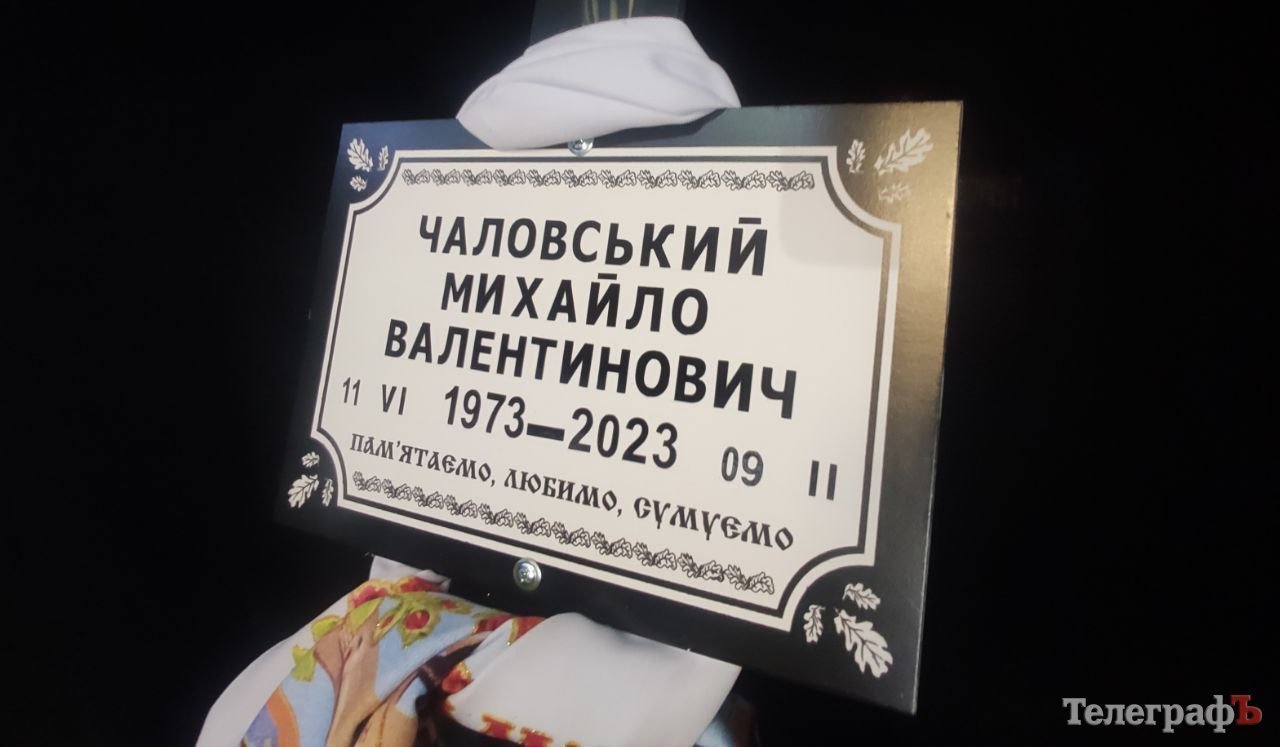 ЧАЛОВСЬКИЙ
МИХАЙЛО
ВАЛЕНТИНОВИЧ
11 VI 1973–2023 09 II
ПАМ'ЯТАЄМО, ЛЮБИМО, СУМУЄМО
ТелеграфЪ